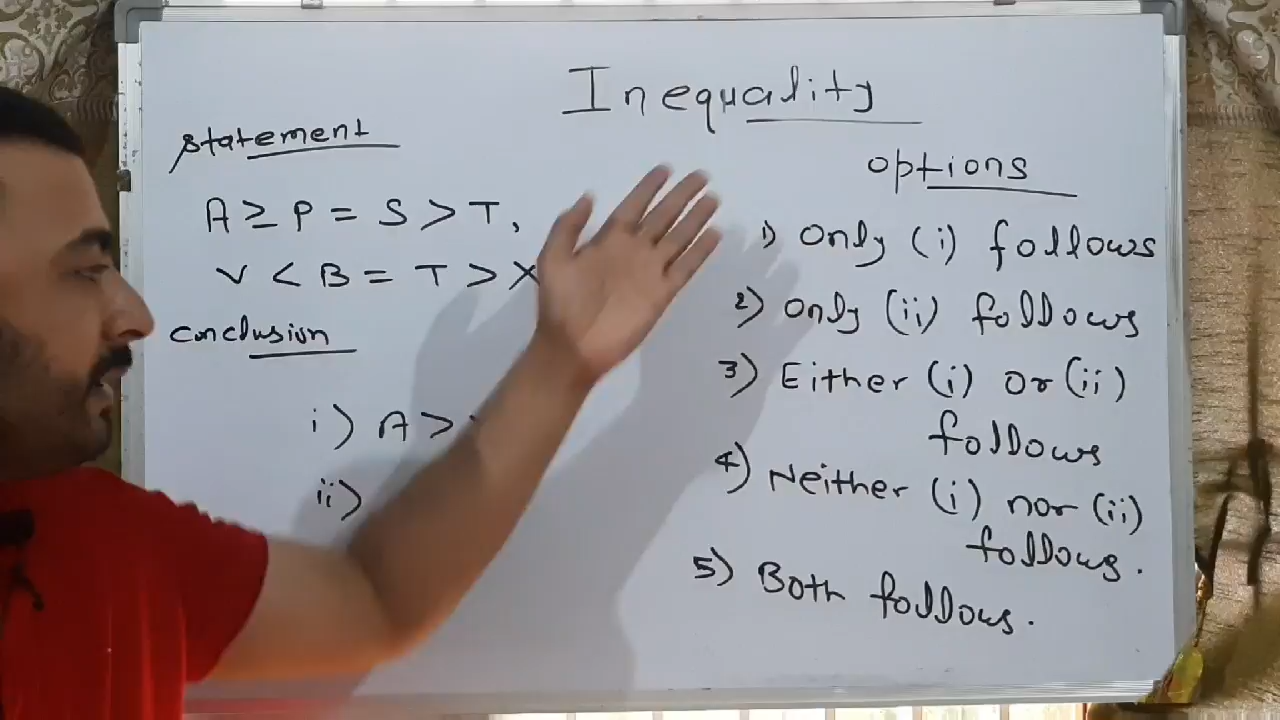 Inequality
Statement
A ≥ P = S > T,
V < B = T > X
Conclusion
i) A >
ii)
Options
1) Only (i) follows
2) Only (ii) follows
3) Either (i) or (ii)
follows
4) Neither (i) nor (ii)
follows.
5) Both follows.